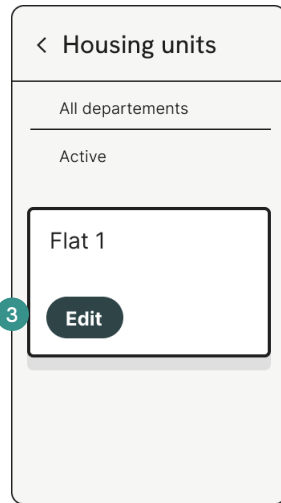 Housing units
All departements
Active
Flat 1
3
Edit